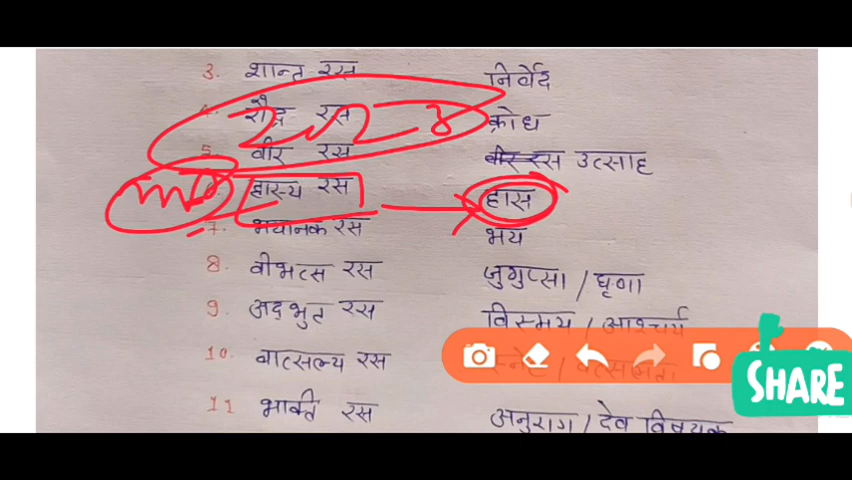 3. शान्त रस निर्वेद
4. रौद्र रस क्रोध
5. वीर रस उत्साह
6. हास्य रस हास
7. भयानक रस भय
8. वीभत्स रस जुगुप्सा / घृणा
9. अद्भुत रस विस्मय / आश्चर्य
10. वात्सल्य रस
11 भक्ति रस अनुराग / देव विषयक
SHARE